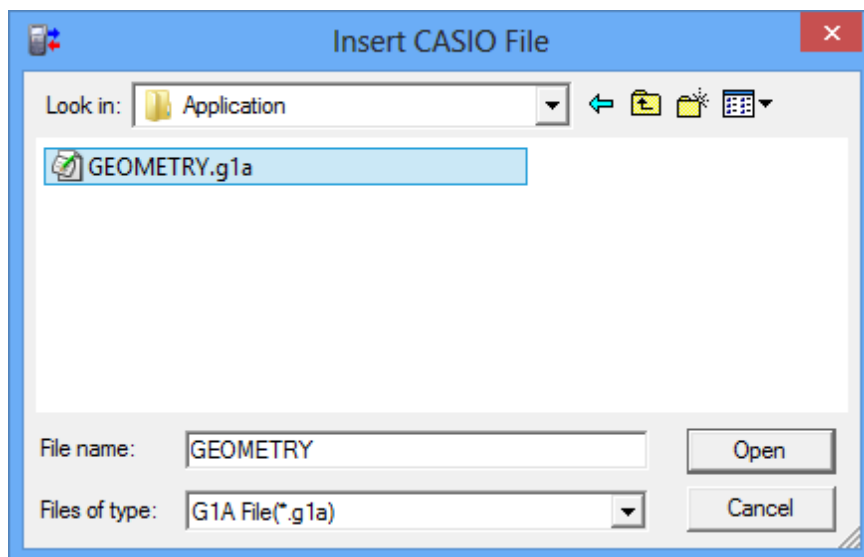 Insert CASIO File
Look in: Application
GEOMETRY.g1a
File name: GEOMETRY Open
Files of type: G1A File(*.g1a) Cancel